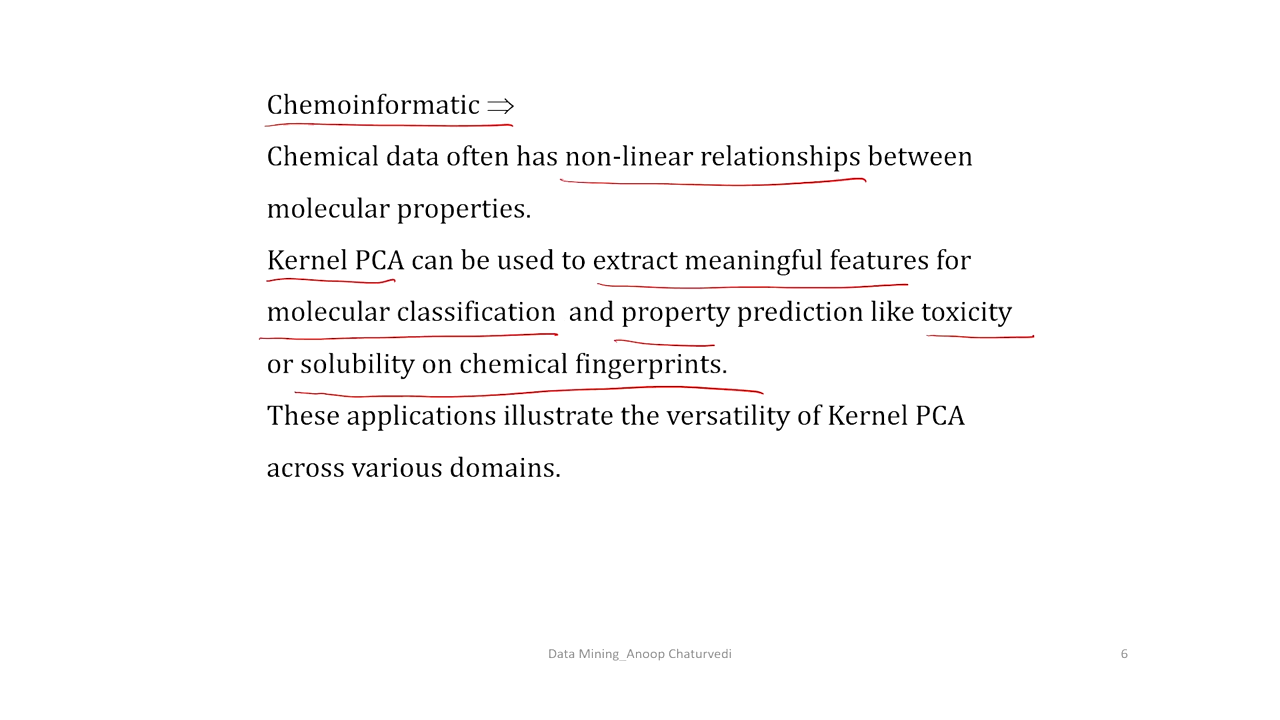 Chemoinformatic ⇒
Chemical data often has non-linear relationships between
molecular properties.
Kernel PCA can be used to extract meaningful features for
molecular classification and property prediction like toxicity
or solubility on chemical fingerprints.
These applications illustrate the versatility of Kernel PCA
across various domains.
Data Mining_Anoop Chaturvedi
6